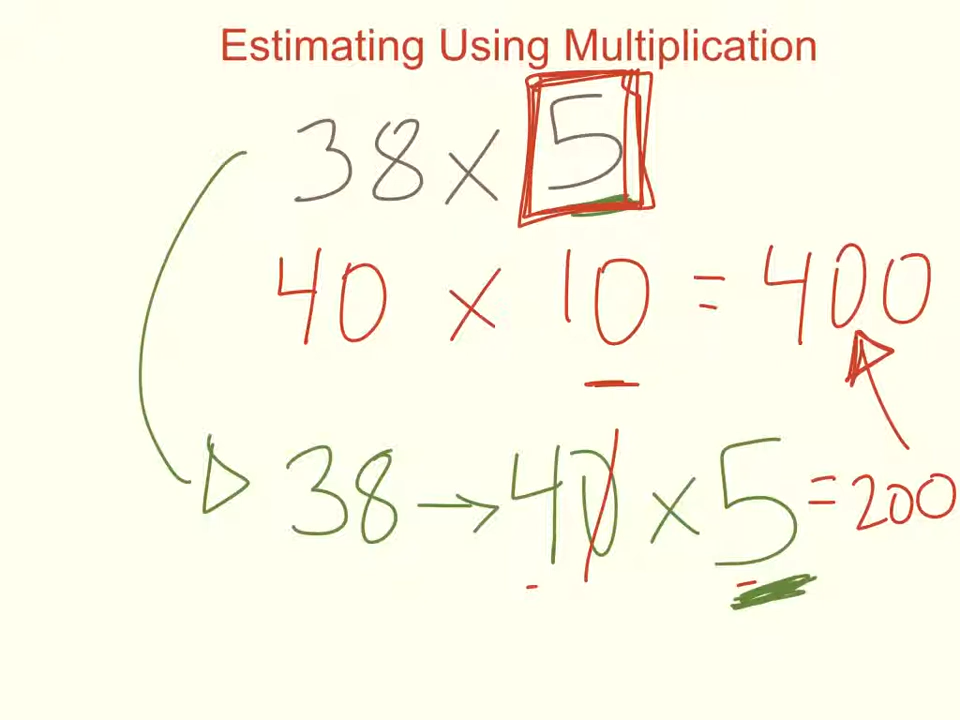 Estimating Using Multiplication
38 x 5
40 x 10 = 400
38 → 40 x 5 = 200